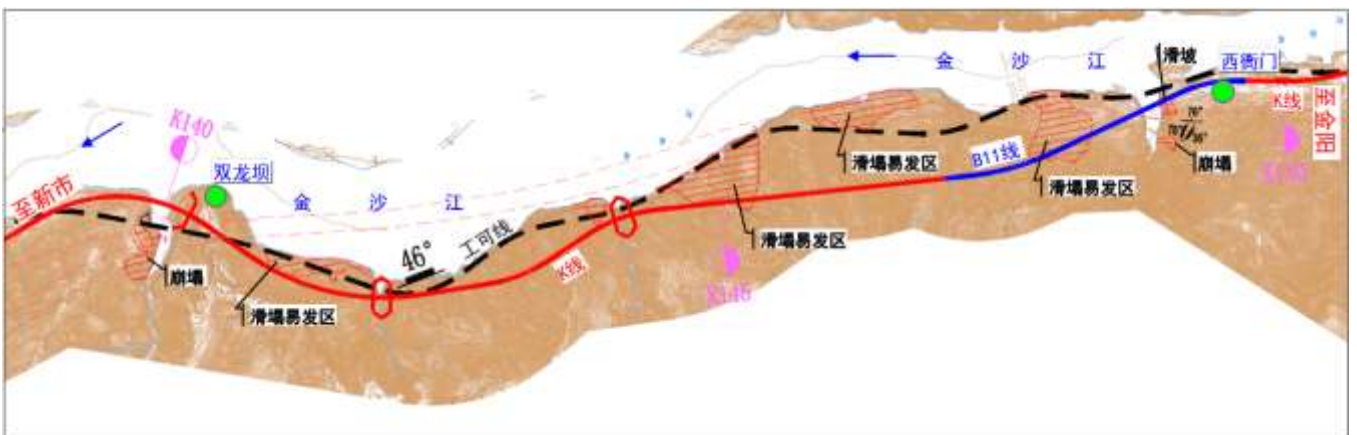 金 沙 江
滑坡
西衙门
K线
至金阳
K140
双龙坝
滑塌易发区
B11线
滑塌易发区
崩塌
至新市
金 沙 江
46°
工可线
滑塌易发区
K线
崩塌
滑塌易发区